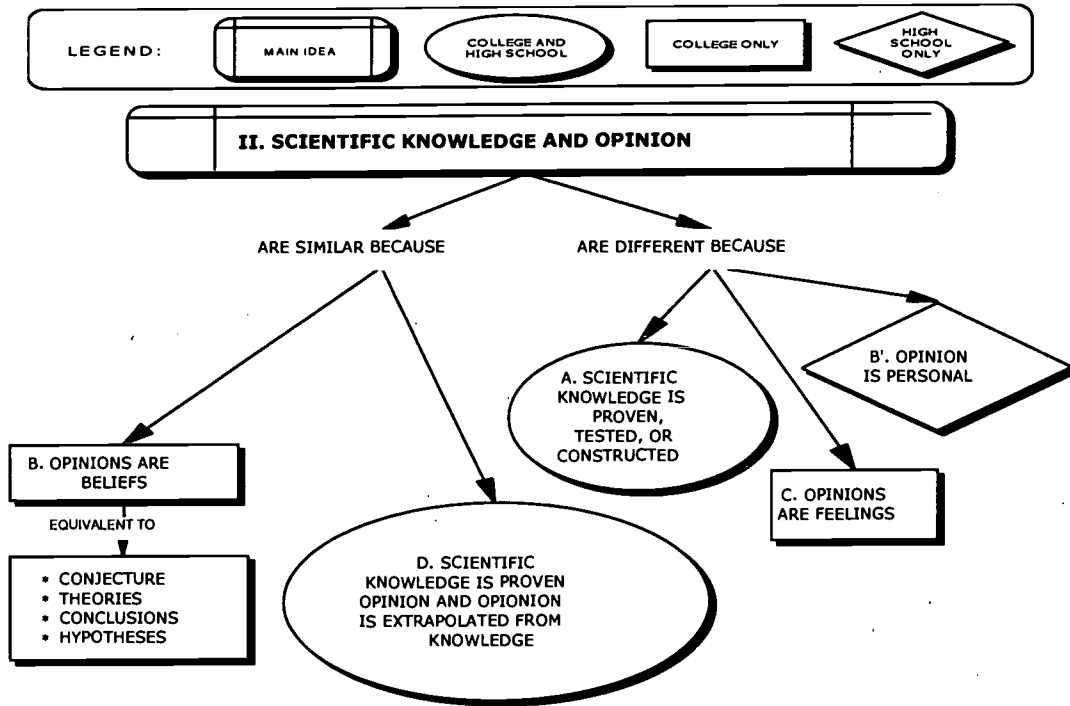 LEGEND:
MAIN IDEA
COLLEGE AND
HIGH SCHOOL
COLLEGE ONLY
HIGH
SCHOOL
ONLY
II. SCIENTIFIC KNOWLEDGE AND OPINION
ARE SIMILAR BECAUSE
ARE DIFFERENT BECAUSE
B'. OPINION
IS PERSONAL
A. SCIENTIFIC
KNOWLEDGE IS
PROVEN,
TESTED, OR
CONSTRUCTED
B. OPINIONS ARE
BELIEFS
C. OPINIONS
ARE FEELINGS
EQUIVALENT TO
* CONJECTURE
* THEORIES
* CONCLUSIONS
* HYPOTHESES
D. SCIENTIFIC
KNOWLEDGE IS PROVEN
OPINION AND OPIONION
IS EXTRAPOLATED FROM
KNOWLEDGE